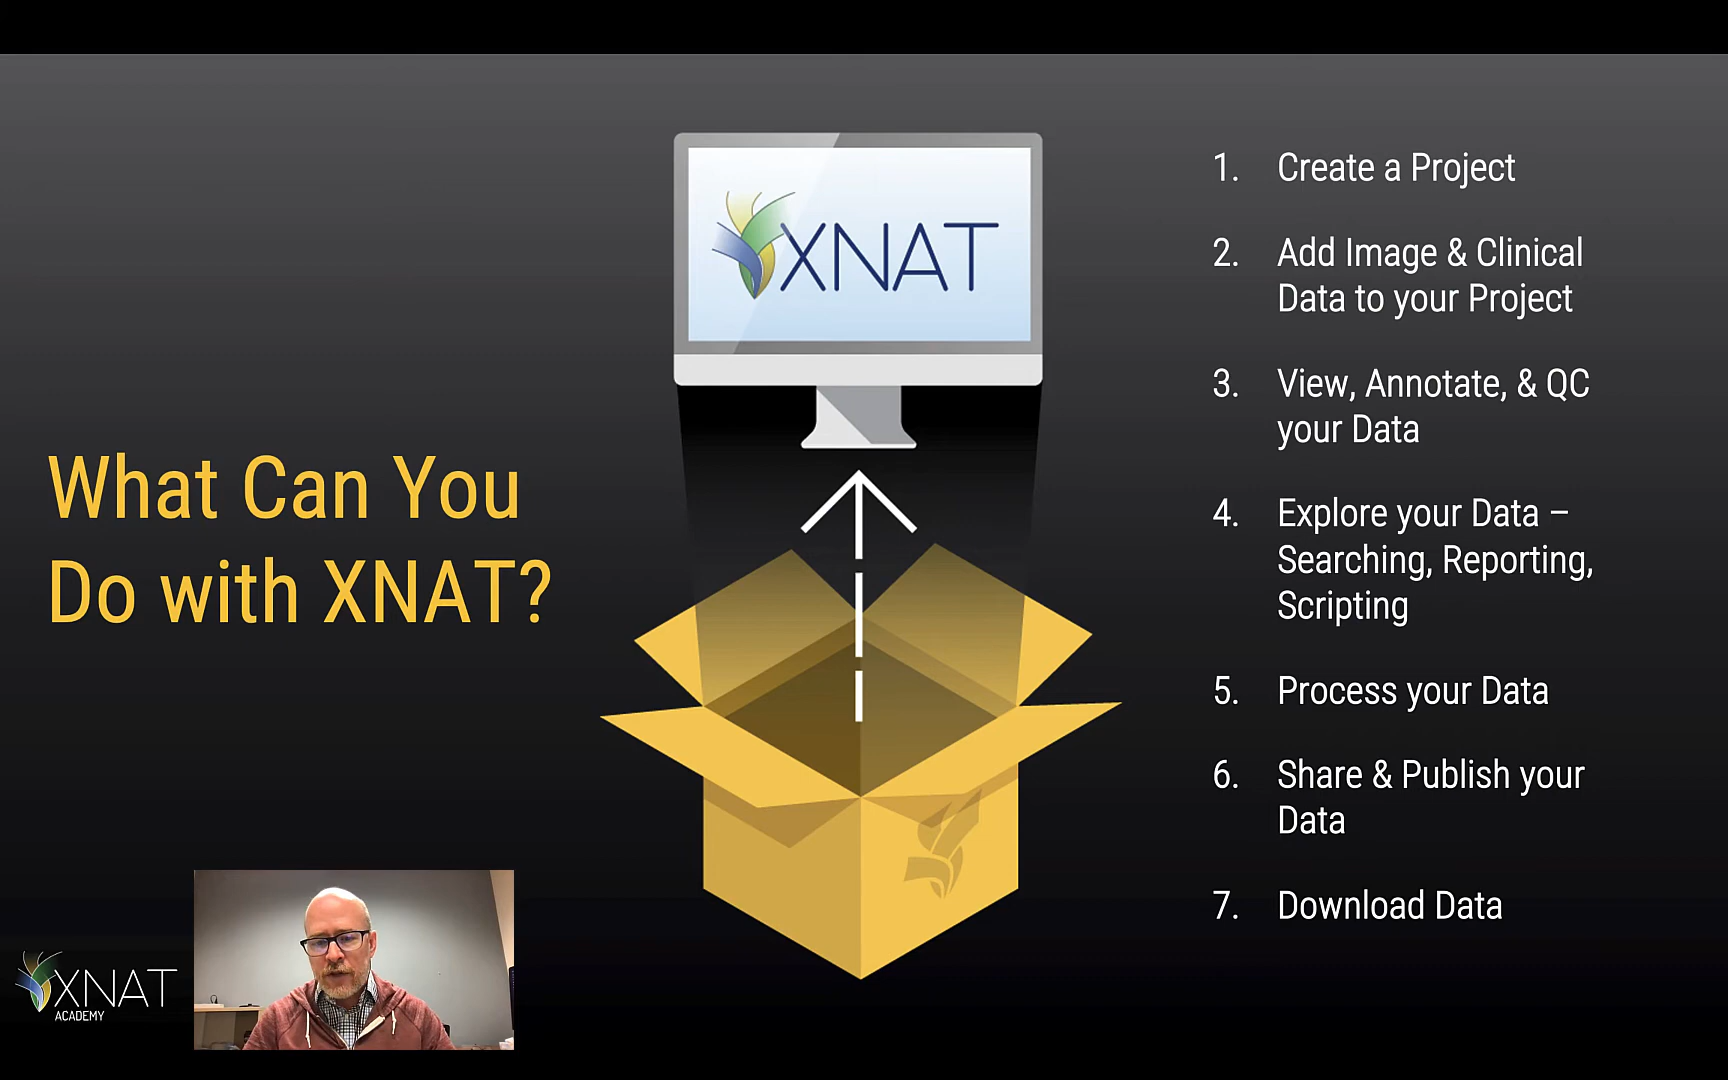 XNAT
What Can You
Do with XNAT?
1. Create a Project
2. Add Image & Clinical
Data to your Project
3. View, Annotate, & QC
your Data
4. Explore your Data –
Searching, Reporting,
Scripting
5. Process your Data
6. Share & Publish your
Data
7. Download Data
XNAT
ACADEMY